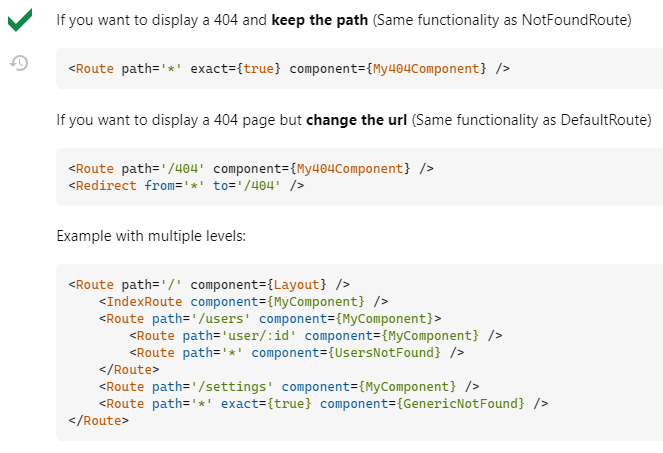 If you want to display a 404 and keep the path (Same functionality as NotFoundRoute)
<Route path='*' exact={true} component={My404Component} />
If you want to display a 404 page but change the url (Same functionality as DefaultRoute)
<Route path='/404' component={My404Component} />
<Redirect from='*' to='/404' />
Example with multiple levels:
<Route path='/' component={Layout} />
    <IndexRoute component={MyComponent} />
    <Route path='/users' component={MyComponent}>
        <Route path='user/:id' component={MyComponent} />
        <Route path='*' component={UsersNotFound} />
    </Route>
    <Route path='/settings' component={MyComponent} />
    <Route path='*' exact={true} component={GenericNotFound} />
</Route>